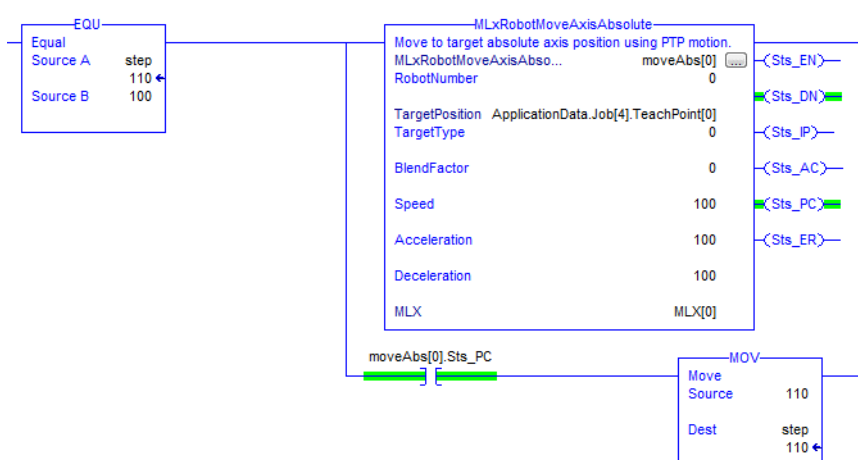 EQU
Equal
Source A step
110
Source B 100
MLxRobotMoveAxisAbsolute
Move to target absolute axis position using PTP motion.
MLxRobotMoveAxisAbso... moveAbs[0] ...
RobotNumber 0
TargetPosition ApplicationData.Job[4].TeachPoint[0]
TargetType 0
BlendFactor 0
Speed 100
Acceleration 100
Deceleration 100
MLX MLX[0]
Sts_EN
Sts_DN
Sts_IP
Sts_AC
Sts_PC
Sts_ER
moveAbs[0].Sts_PC
MOV
Move
Source 110
Dest step
110